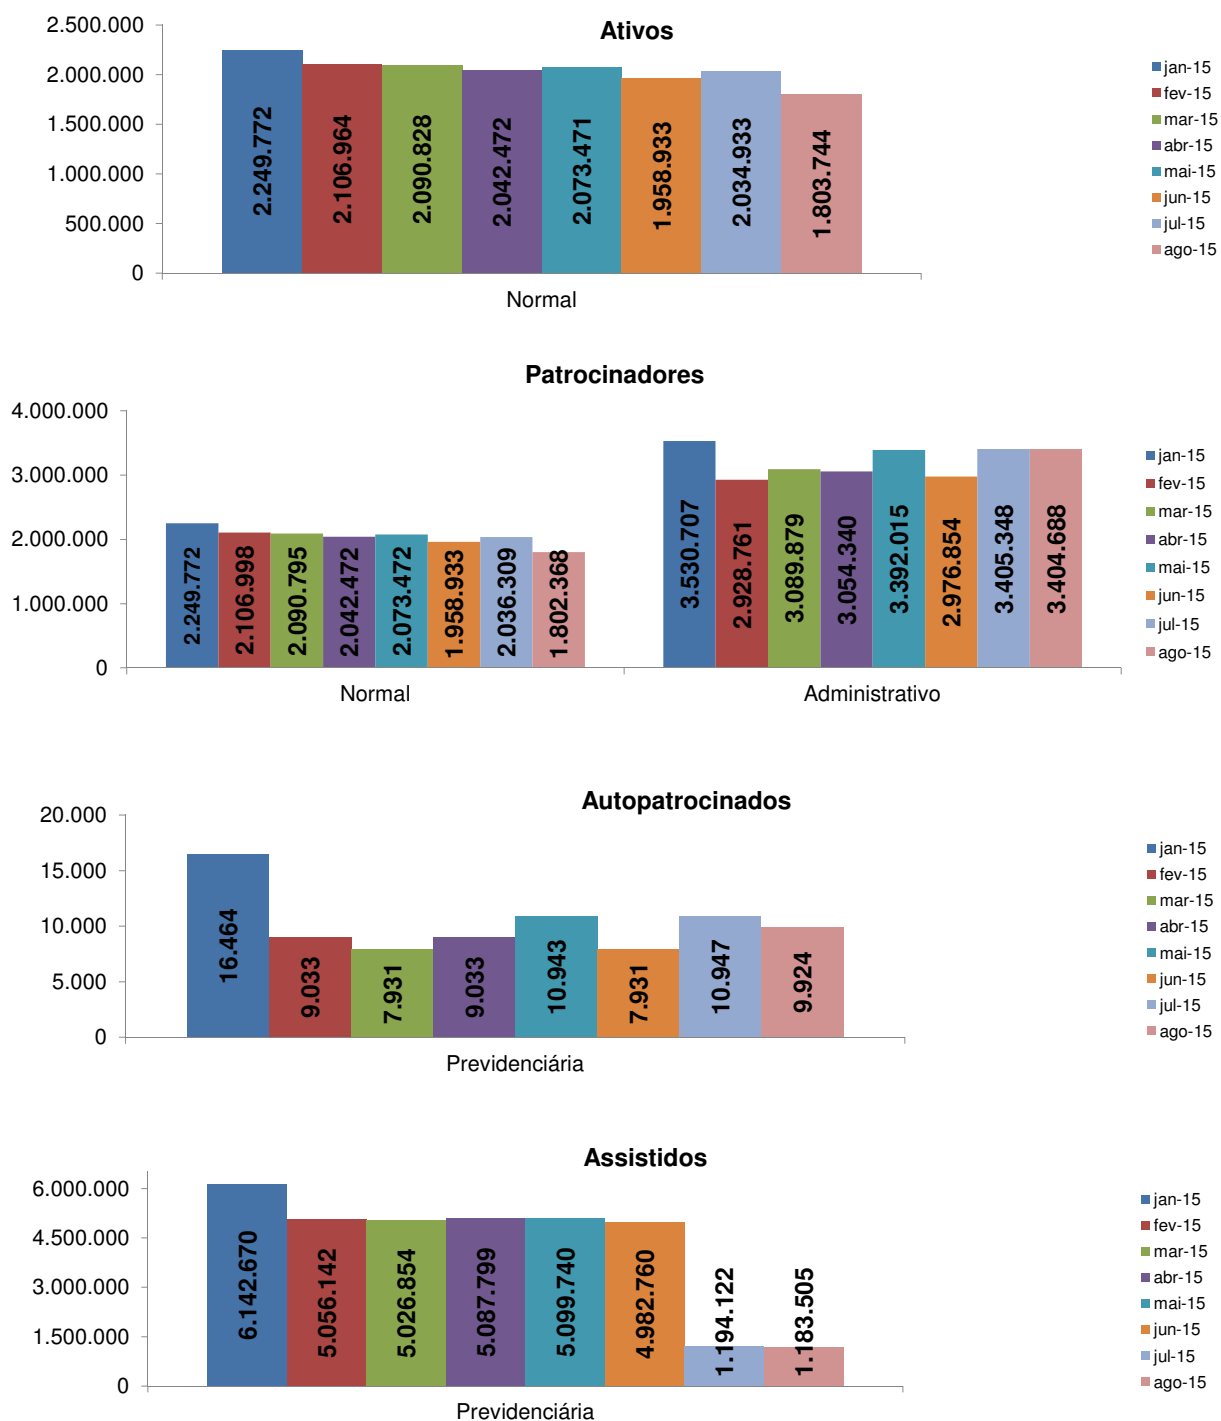 Ativos
2.500.000
2.000.000
1.500.000
1.000.000
500.000
0
2.249.772
2.106.964
2.090.828
2.042.472
2.073.471
1.958.933
2.034.933
1.803.744
Normal
jan-15
fev-15
mar-15
abr-15
mai-15
jun-15
jul-15
ago-15
Patrocinadores
4.000.000
3.000.000
2.000.000
1.000.000
0
2.249.772
2.106.998
2.090.795
2.042.472
2.073.472
1.958.933
2.036.309
1.802.368
3.530.707
2.928.761
3.089.879
3.054.340
3.392.015
2.976.854
3.405.348
3.404.688
Normal
Administrativo
jan-15
fev-15
mar-15
abr-15
mai-15
jun-15
jul-15
ago-15
Autopatrocinados
20.000
15.000
10.000
5.000
0
16.464
9.033
7.931
9.033
10.943
7.931
10.947
9.924
Previdenciária
jan-15
fev-15
mar-15
abr-15
mai-15
jun-15
jul-15
ago-15
Assistidos
6.000.000
4.500.000
3.000.000
1.500.000
0
6.142.670
5.056.142
5.026.854
5.087.799
5.099.740
4.982.760
1.194.122
1.183.505
Previdenciária
jan-15
fev-15
mar-15
abr-15
mai-15
jun-15
jul-15
ago-15